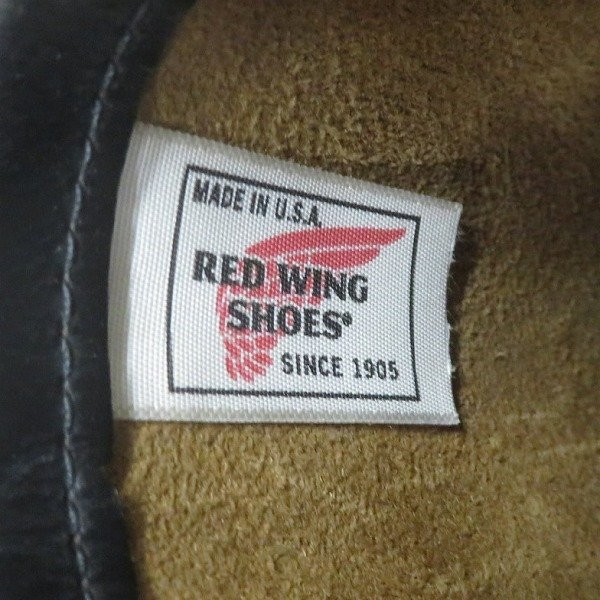 MADE IN U.S.A.
RED WING
SHOES®
SINCE 1905